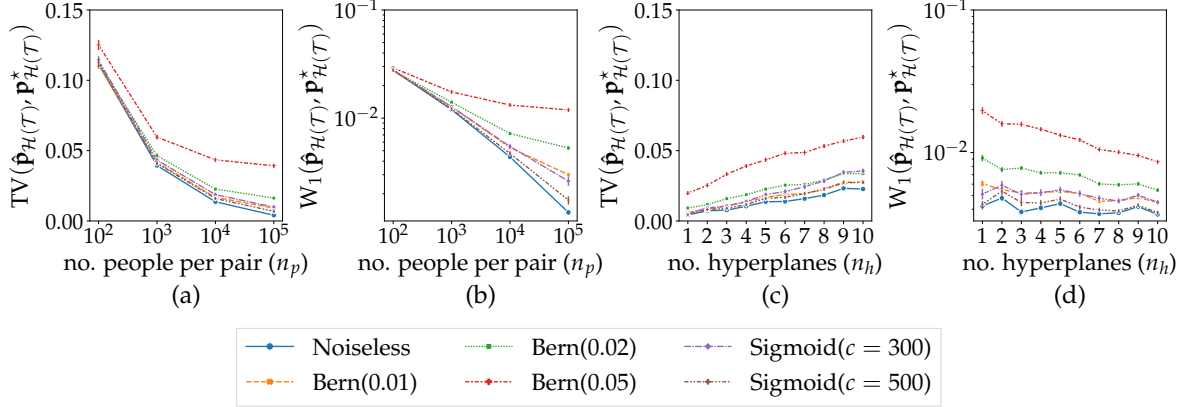 TV(p̂_H(T), p*_H(T))
0.15
0.10
0.05
0.00
10^2
10^3
10^4
10^5
no. people per pair (n_p)
(a)
W_1(p̂_H(T), p*_H(T))
10^-1
10^-2
10^2
10^3
10^4
10^5
no. people per pair (n_p)
(b)
TV(p̂_H(T), p*_H(T))
0.15
0.10
0.05
0.00
1 2 3 4 5 6 7 8 9 10
no. hyperplanes (n_h)
(c)
W_1(p̂_H(T), p*_H(T))
10^-1
10^-2
1 2 3 4 5 6 7 8 9 10
no. hyperplanes (n_h)
(d)
Noiseless
Bern(0.02)
Sigmoid(c = 300)
Bern(0.01)
Bern(0.05)
Sigmoid(c = 500)